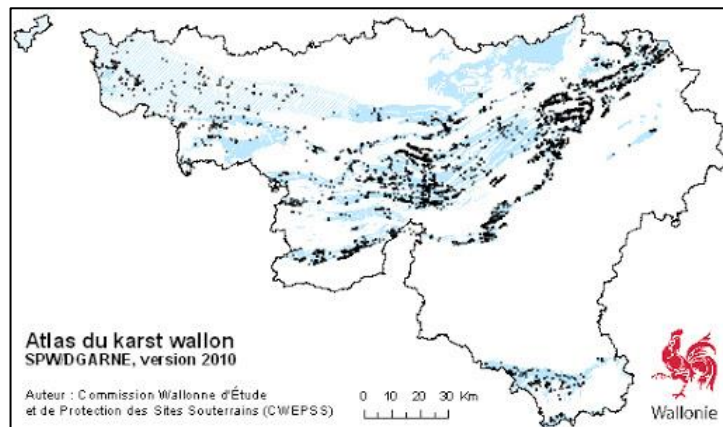 Atlas du karst wallon
SPW/DGARNE, version 2010
Auteur : Commission Wallonne d'Étude
et de Protection des Sites Souterrains (CWEPSS)
0 10 20 30 Km
Wallonie